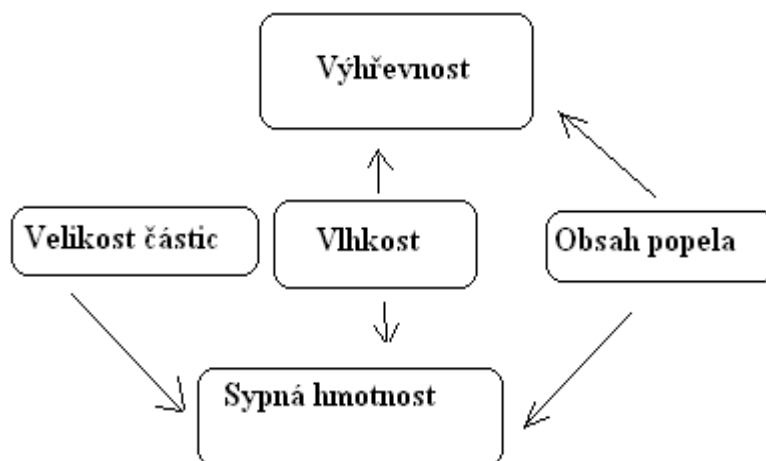 Výhřevnost
Velikost částic
Vlhkost
Obsah popela
Sypná hmotnost